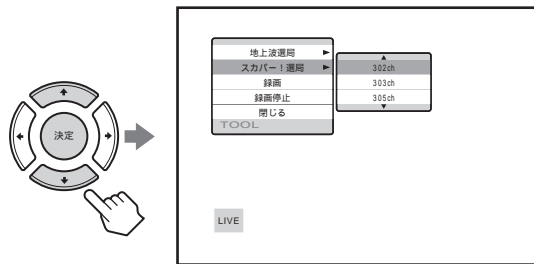 決定
地上波選局
スカパー！選局
録画
録画停止
閉じる
TOOL
302ch
303ch
305ch
LIVE